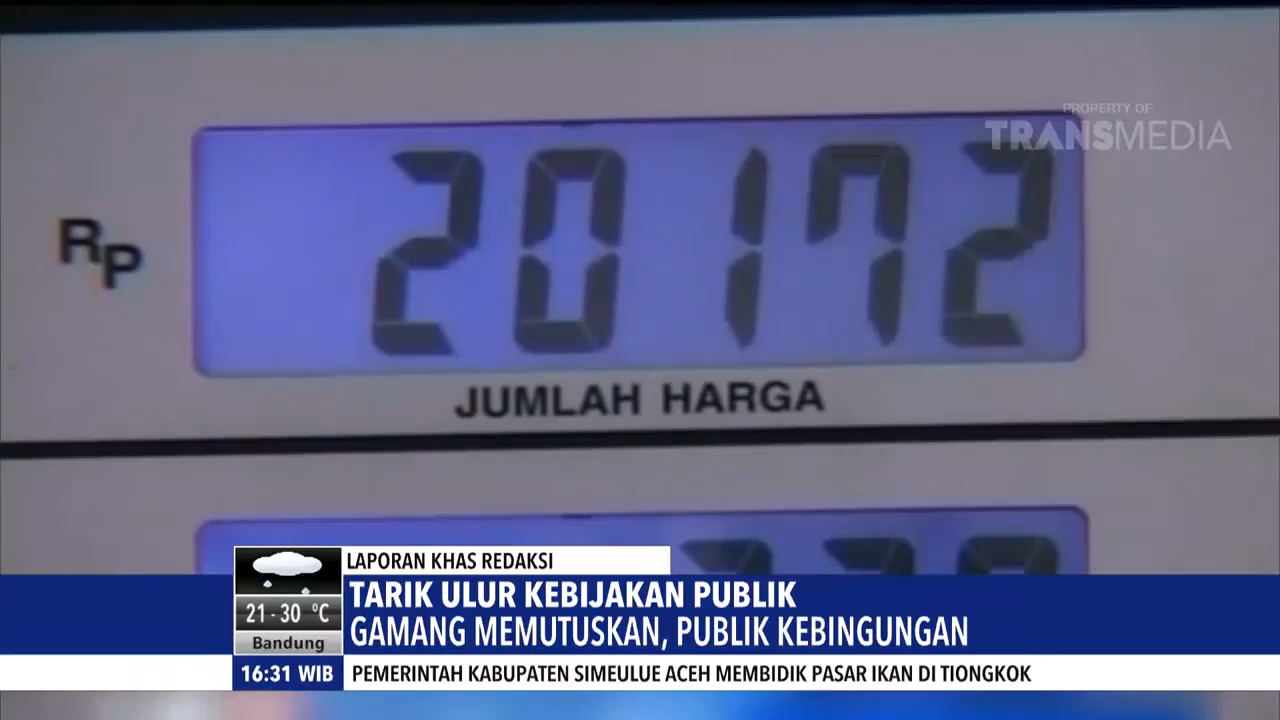 PROPERTY OF
TRANSMEDIA
RP
20172
JUMLAH HARGA
LAPORAN KHAS REDAKSI
TARIK ULUR KEBIJAKAN PUBLIK
21-30 °C
GAMANG MEMUTUSKAN, PUBLIK KEBINGUNGAN
Bandung
16:31 WIB
PEMERINTAH KABUPATEN SIMEULUE ACEH MEMBIDIK PASAR IKAN DI TIONGKOK